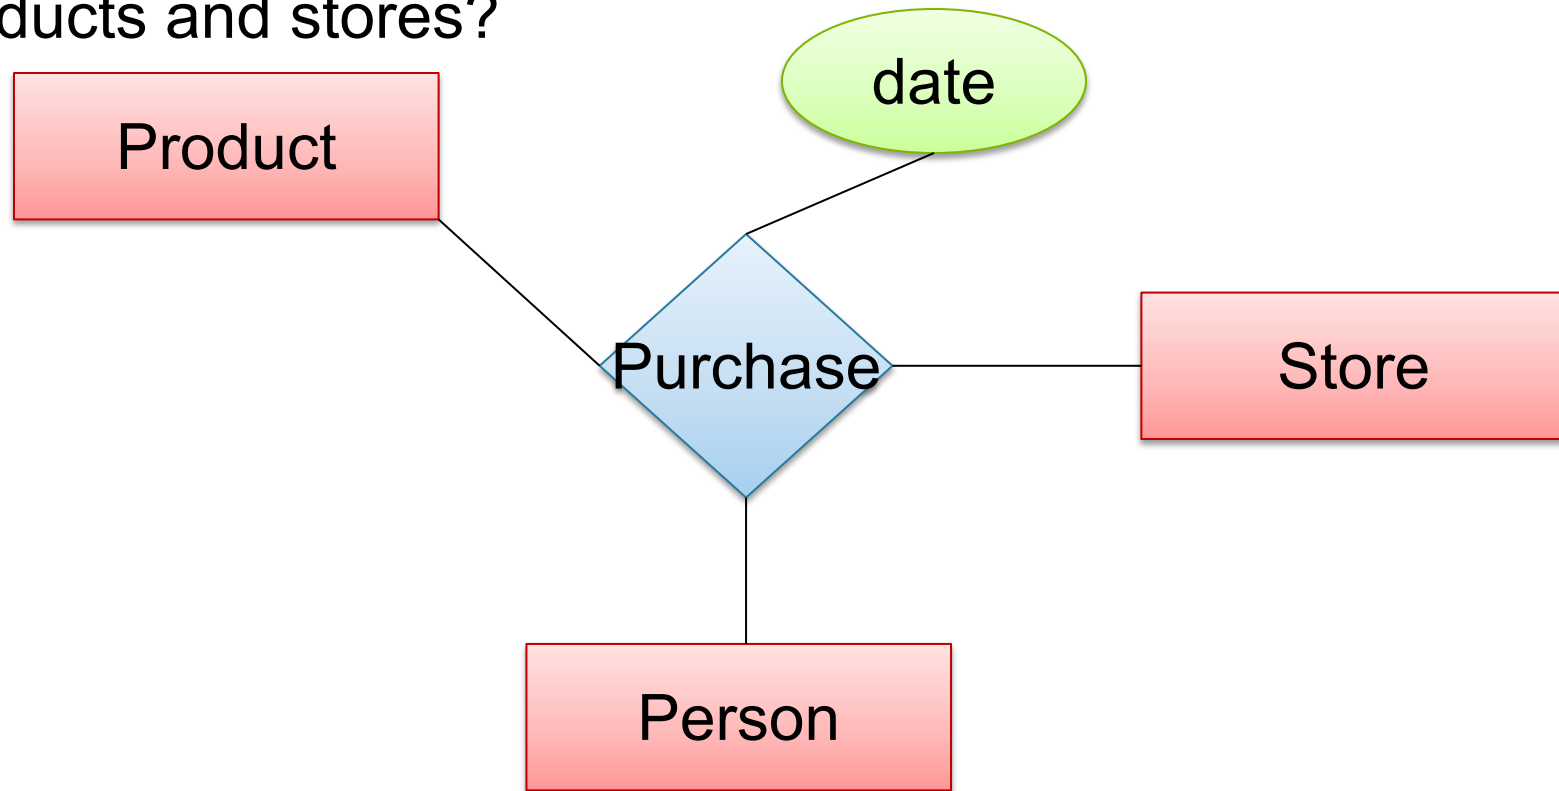 ducts and stores?
date
Product
Purchase
Store
Person